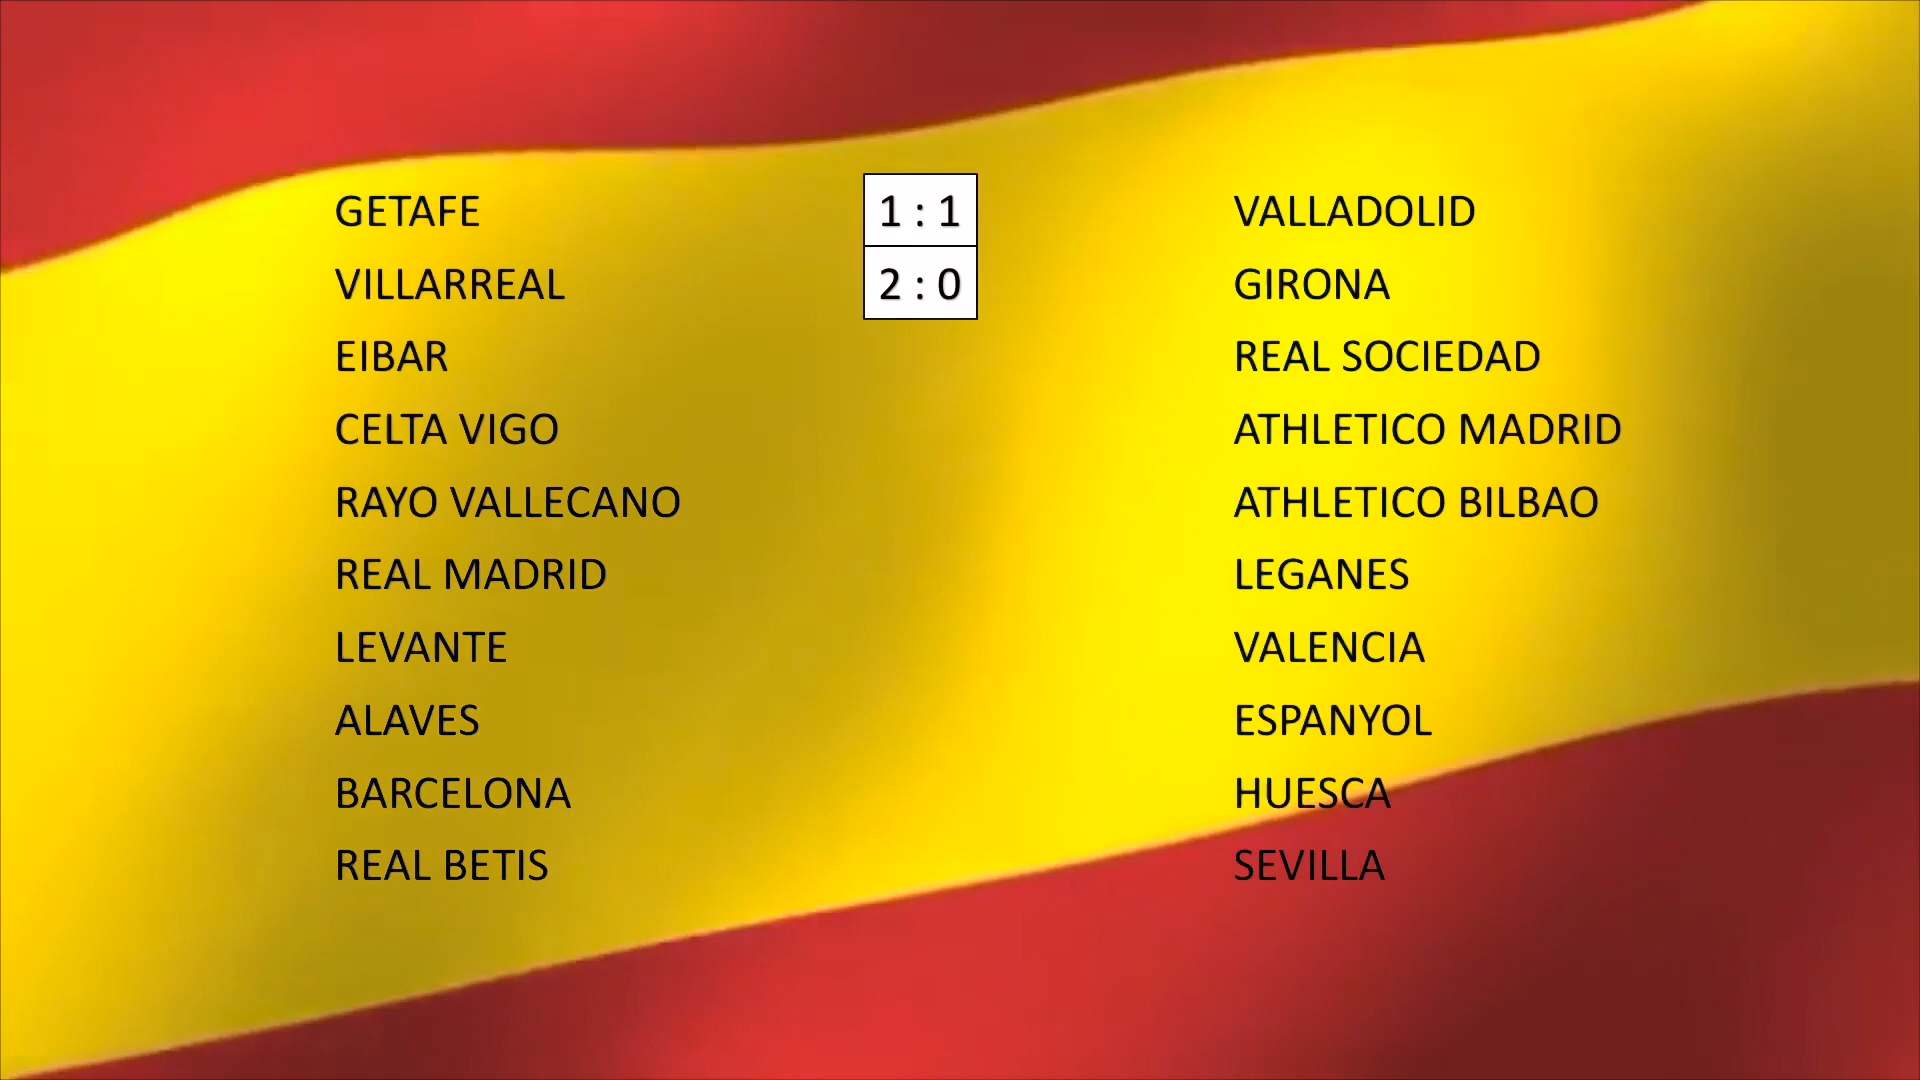 GETAFE 1 : 1 VALLADOLID
VILLARREAL 2 : 0 GIRONA
EIBAR REAL SOCIEDAD
CELTA VIGO ATHLETICO MADRID
RAYO VALLECANO ATHLETICO BILBAO
REAL MADRID LEGANES
LEVANTE VALENCIA
ALAVES ESPANYOL
BARCELONA HUESCA
REAL BETIS SEVILLA